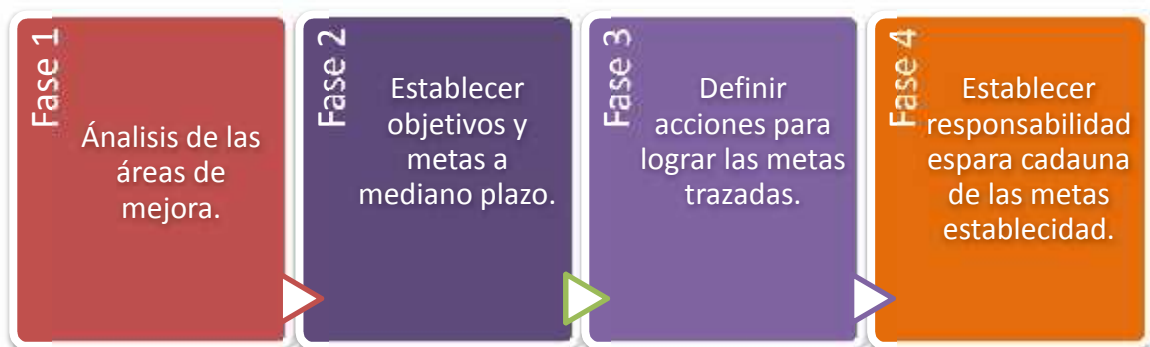 Fase 1
Ánalisis de las
áreas de
mejora.
Fase 2
Establecer
objetivos y
metas a
mediano plazo.
Fase 3
Definir
acciones para
lograr las metas
trazadas.
Fase 4
Establecer
responsabilidad
espara cadauna
de las metas
establecidad.